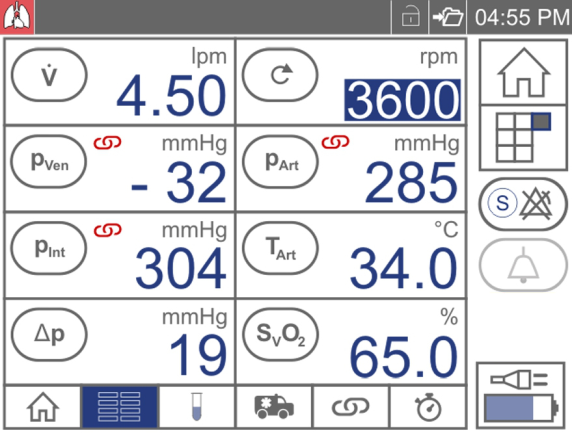 04:55 PM
V̇ lpm 4.50
rpm 3600
pVen mmHg - 32
pArt mmHg 285
pInt mmHg 304
TArt °C 34.0
Δp mmHg 19
SvO2 % 65.0
S